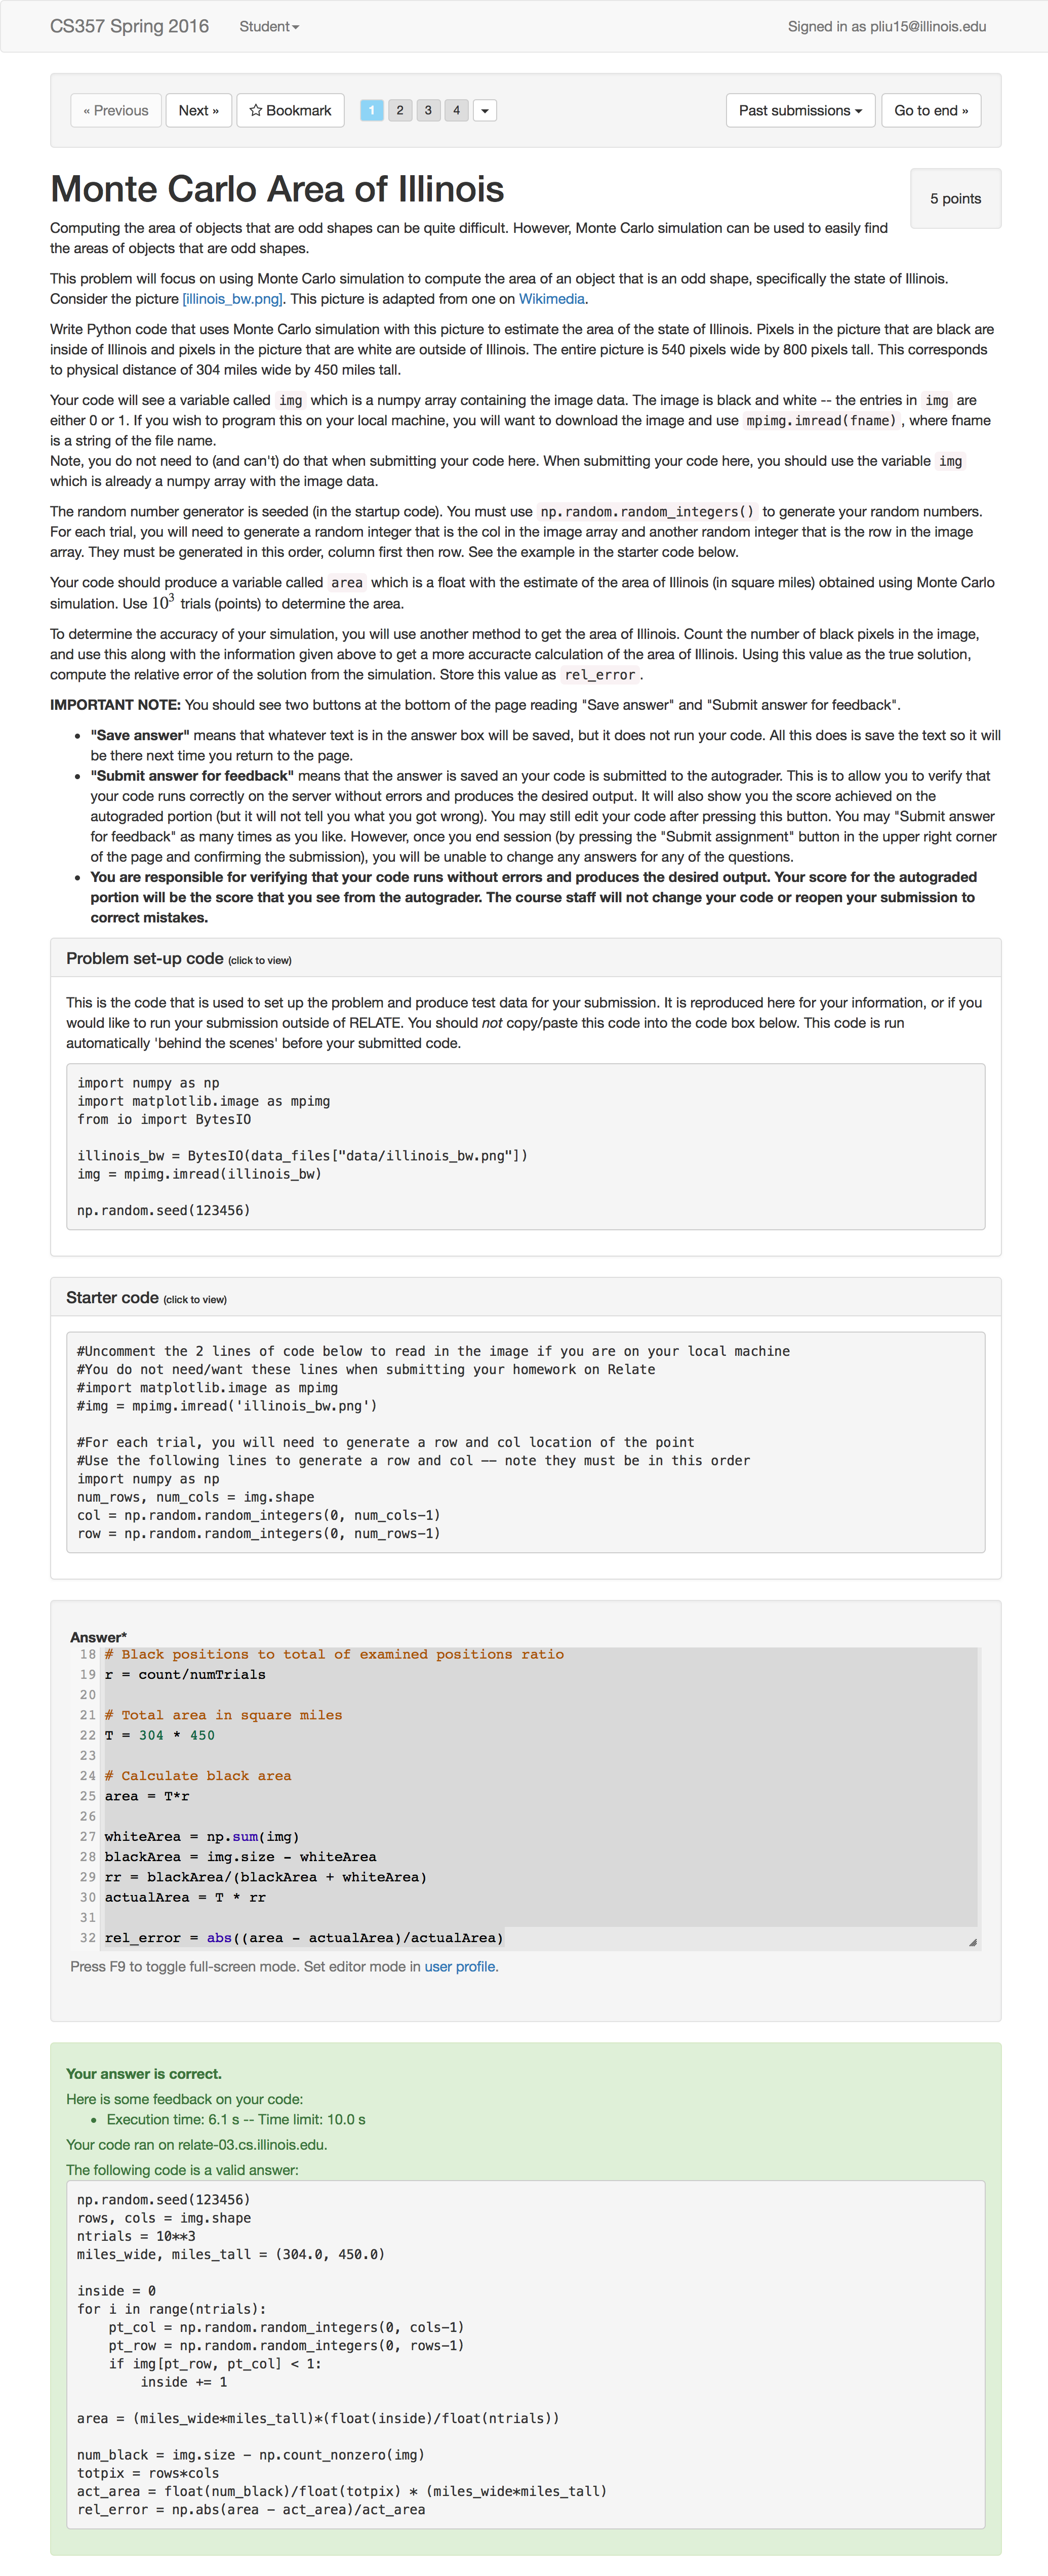 CS357 Spring 2016 Student Signed in as pliu15@illinois.edu
« Previous Next » Bookmark 1 2 3 4 Past submissions Go to end »
Monte Carlo Area of Illinois
5 points
Computing the area of objects that are odd shapes can be quite difficult. However, Monte Carlo simulation can be used to easily find
the areas of objects that are odd shapes.
This problem will focus on using Monte Carlo simulation to compute the area of an object that is an odd shape, specifically the state of Illinois.
Consider the picture [illinois_bw.png]. This picture is adapted from one on Wikimedia.
Write Python code that uses Monte Carlo simulation with this picture to estimate the area of the state of Illinois. Pixels in the picture that are black are
inside of Illinois and pixels in the picture that are white are outside of Illinois. The entire picture is 540 pixels wide by 800 pixels tall. This corresponds
to physical distance of 304 miles wide by 450 miles tall.
Your code will see a variable called img which is a numpy array containing the image data. The image is black and white -- the entries in img are
either 0 or 1. If you wish to program this on your local machine, you will want to download the image and use mpimg.imread(fname), where fname
is a string of the file name.
Note, you do not need to (and can't) do that when submitting your code here. When submitting your code here, you should use the variable img
which is already a numpy array with the image data.
The random number generator is seeded (in the startup code). You must use np.random.random_integers() to generate your random numbers.
For each trial, you will need to generate a random integer that is the col in the image array and another random integer that is the row in the image
array. They must be generated in this order, column first then row. See the example in the starter code below.
Your code should produce a variable called area which is a float with the estimate of the area of Illinois (in square miles) obtained using Monte Carlo
simulation. Use 10³ trials (points) to determine the area.
To determine the accuracy of your simulation, you will use another method to get the area of Illinois. Count the number of black pixels in the image,
and use this along with the information given above to get a more accuracte calculation of the area of Illinois. Using this value as the true solution,
compute the relative error of the solution from the simulation. Store this value as rel_error.
IMPORTANT NOTE: You should see two buttons at the bottom of the page reading "Save answer" and "Submit answer for feedback".
• "Save answer" means that whatever text is in the answer box will be saved, but it does not run your code. All this does is save the text so it will
be there next time you return to the page.
• "Submit answer for feedback" means that the answer is saved an your code is submitted to the autograder. This is to allow you to verify that
your code runs correctly on the server without errors and produces the desired output. It will also show you the score achieved on the
autograded portion (but it will not tell you what you got wrong). You may still edit your code after pressing this button. You may "Submit answer
for feedback" as many times as you like. However, once you end session (by pressing the "Submit assignment" button in the upper right corner
of the page and confirming the submission), you will be unable to change any answers for any of the questions.
• You are responsible for verifying that your code runs without errors and produces the desired output. Your score for the autograded
portion will be the score that you see from the autograder. The course staff will not change your code or reopen your submission to
correct mistakes.
Problem set-up code (click to view)
This is the code that is used to set up the problem and produce test data for your submission. It is reproduced here for your information, or if you
would like to run your submission outside of RELATE. You should not copy/paste this code into the code box below. This code is run
automatically 'behind the scenes' before your submitted code.
import numpy as np
import matplotlib.image as mpimg
from io import BytesIO
illinois_bw = BytesIO(data_files["data/illinois_bw.png"])
img = mpimg.imread(illinois_bw)
np.random.seed(123456)
Starter code (click to view)
#Uncomment the 2 lines of code below to read in the image if you are on your local machine
#You do not need/want these lines when submitting your homework on Relate
#import matplotlib.image as mpimg
#img = mpimg.imread('illinois_bw.png')
#For each trial, you will need to generate a row and col location of the point
#Use the following lines to generate a row and col -- note they must be in this order
import numpy as np
num_rows, num_cols = img.shape
col = np.random.random_integers(0, num_cols-1)
row = np.random.random_integers(0, num_rows-1)
Answer*
18 # Black positions to total of examined positions ratio
19 r = count/numTrials
20
21 # Total area in square miles
22 T = 304 * 450
23
24 # Calculate black area
25 area = T*r
26
27 whiteArea = np.sum(img)
28 blackArea = img.size - whiteArea
29 rr = blackArea/(blackArea + whiteArea)
30 actualArea = T * rr
31
32 rel_error = abs((area - actualArea)/actualArea)
Press F9 to toggle full-screen mode. Set editor mode in user profile.
Your answer is correct.
Here is some feedback on your code:
• Execution time: 6.1 s -- Time limit: 10.0 s
Your code ran on relate-03.cs.illinois.edu.
The following code is a valid answer:
np.random.seed(123456)
rows, cols = img.shape
ntrials = 10**3
miles_wide, miles_tall = (304.0, 450.0)
inside = 0
for i in range(ntrials):
    pt_col = np.random.random_integers(0, cols-1)
    pt_row = np.random.random_integers(0, rows-1)
    if img[pt_row, pt_col] < 1:
        inside += 1
area = (miles_wide*miles_tall)*(float(inside)/float(ntrials))
num_black = img.size - np.count_nonzero(img)
totpix = rows*cols
act_area = float(num_black)/float(totpix) * (miles_wide*miles_tall)
rel_error = np.abs(area - act_area)/act_area